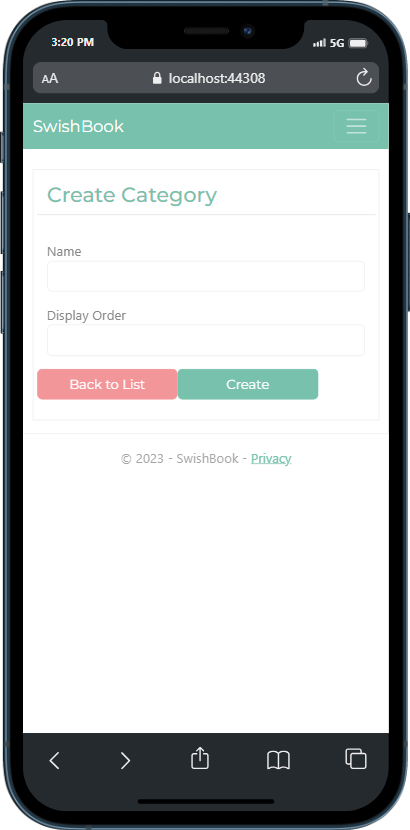 3:20 PM 5G
AA localhost:44308
SwishBook
Create Category
Name
Display Order
Back to List Create
© 2023 - SwishBook - Privacy